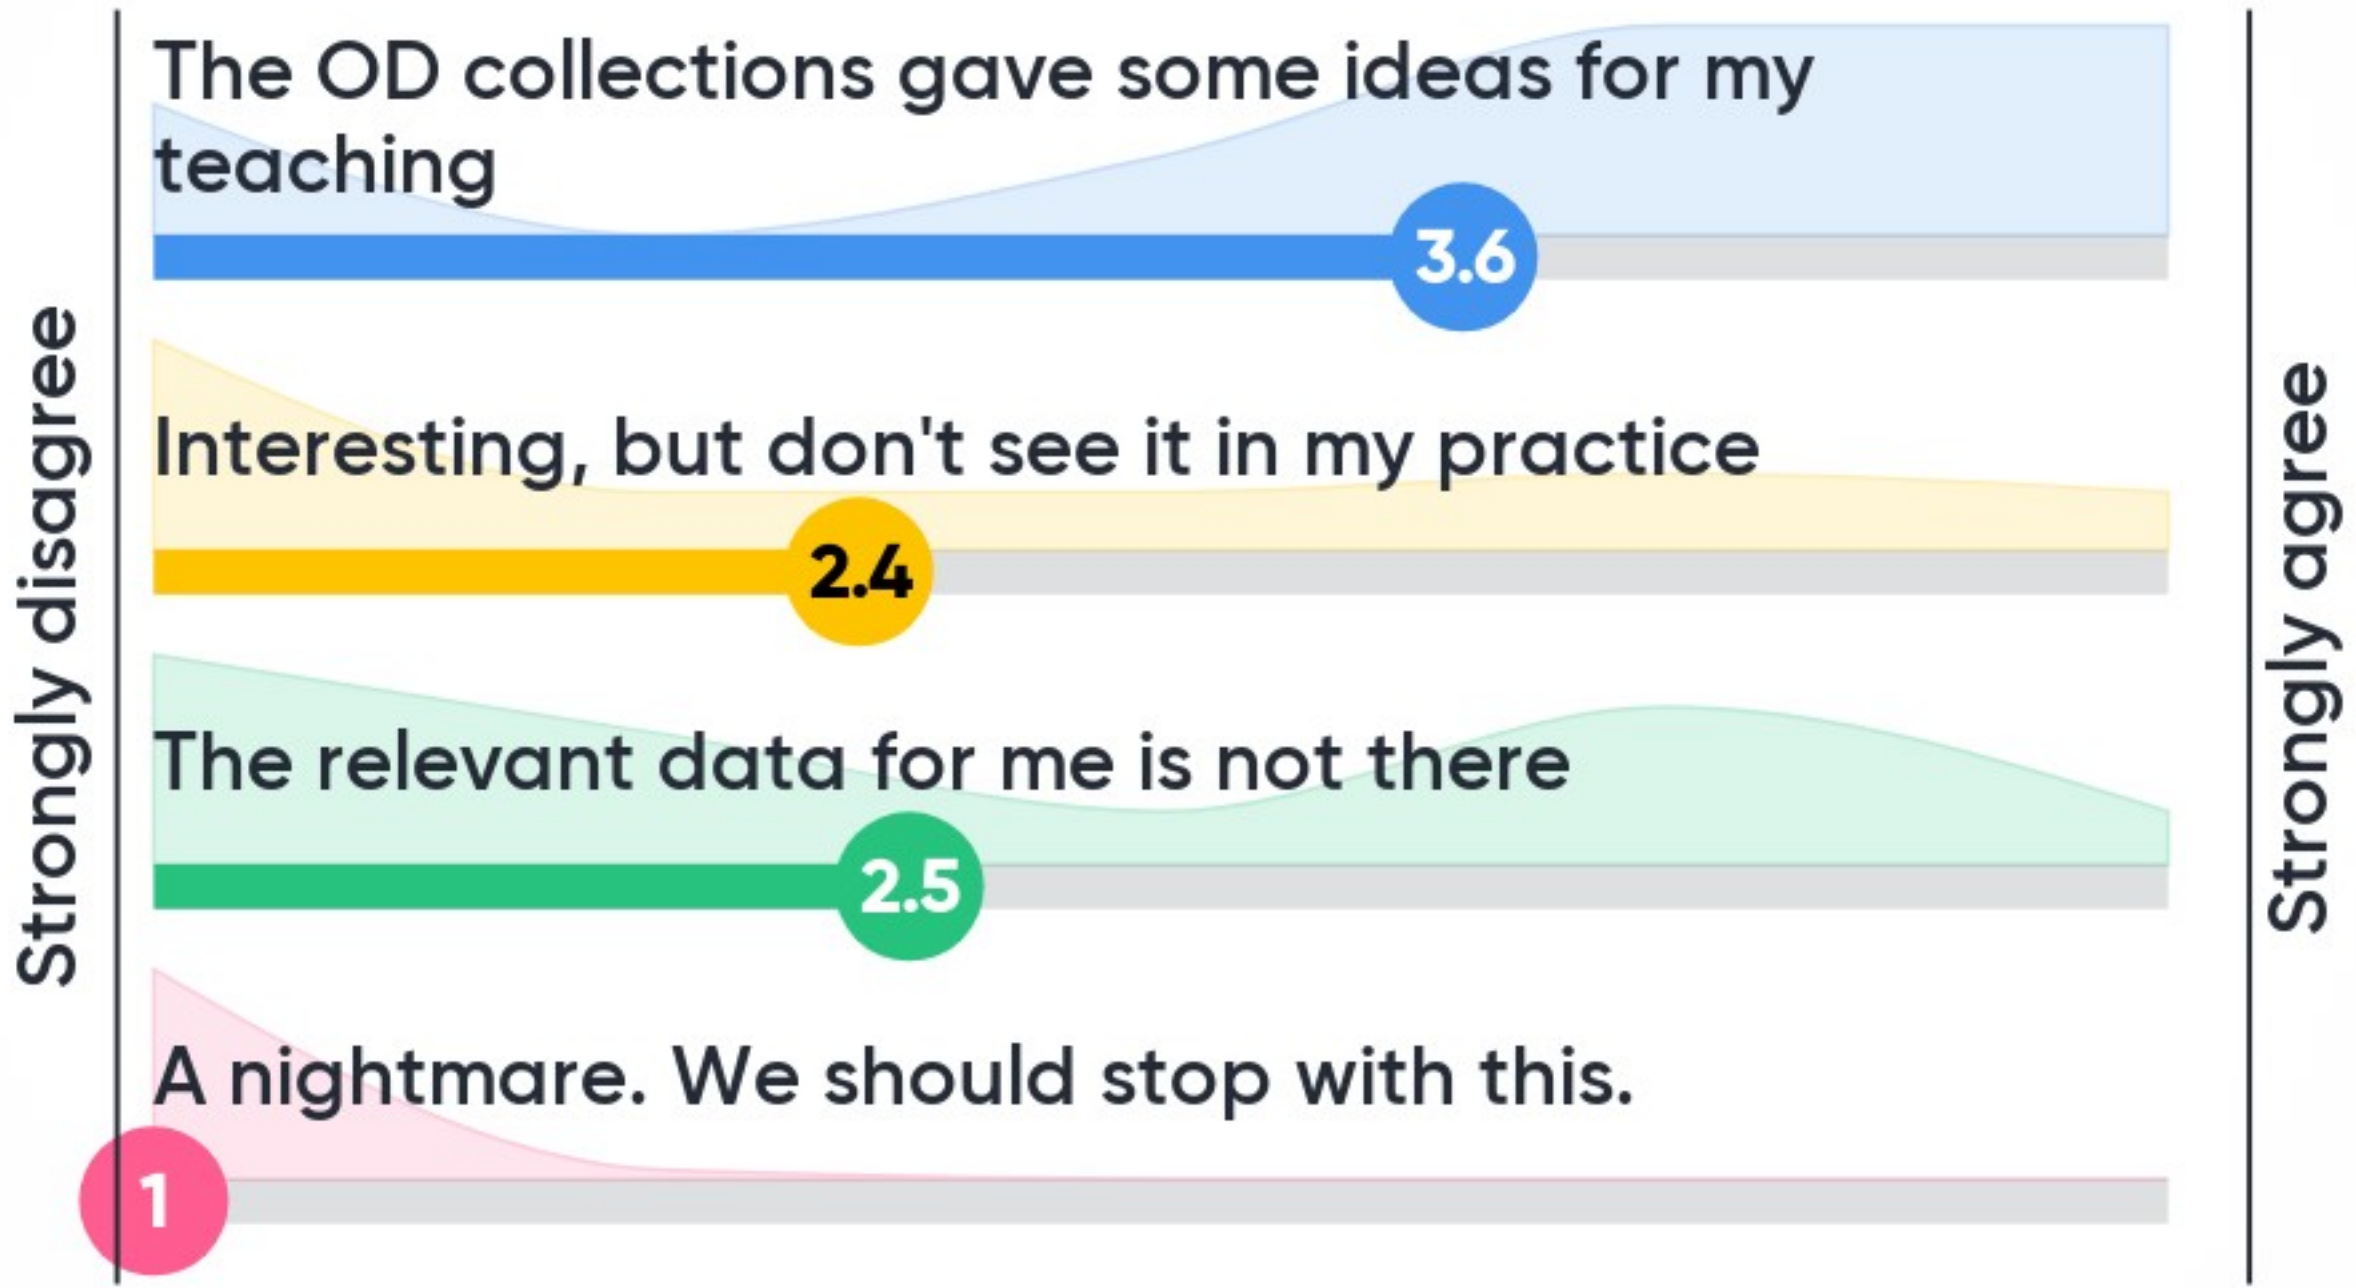 Strongly disagree
The OD collections gave some ideas for my
teaching
3.6
Interesting, but don't see it in my practice
2.4
The relevant data for me is not there
2.5
A nightmare. We should stop with this.
1
Strongly agree